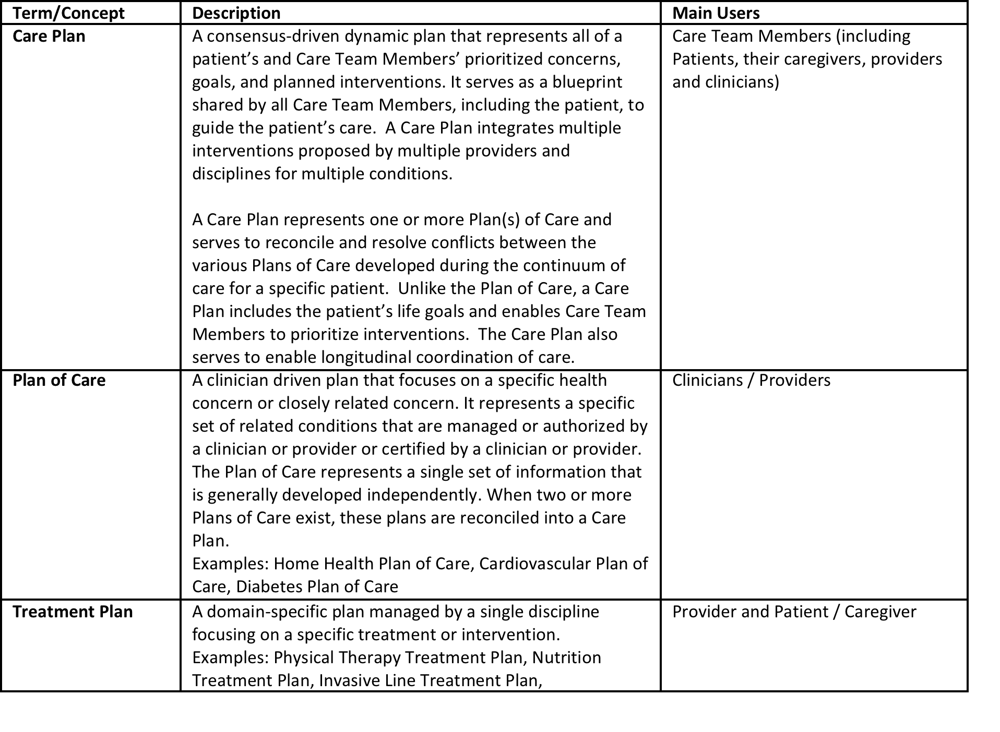 Term/Concept
Description
Main Users
Care Plan
A consensus-driven dynamic plan that represents all of a
patient’s and Care Team Members’ prioritized concerns,
goals, and planned interventions. It serves as a blueprint
shared by all Care Team Members, including the patient, to
guide the patient’s care.  A Care Plan integrates multiple
interventions proposed by multiple providers and
disciplines for multiple conditions.
A Care Plan represents one or more Plan(s) of Care and
serves to reconcile and resolve conflicts between the
various Plans of Care developed during the continuum of
care for a specific patient.  Unlike the Plan of Care, a Care
Plan includes the patient’s life goals and enables Care Team
Members to prioritize interventions.  The Care Plan also
serves to enable longitudinal coordination of care.
Care Team Members (including
Patients, their caregivers, providers
and clinicians)
Plan of Care
A clinician driven plan that focuses on a specific health
concern or closely related concern. It represents a specific
set of related conditions that are managed or authorized by
a clinician or provider or certified by a clinician or provider.
The Plan of Care represents a single set of information that
is generally developed independently. When two or more
Plans of Care exist, these plans are reconciled into a Care
Plan.
Examples: Home Health Plan of Care, Cardiovascular Plan of
Care, Diabetes Plan of Care
Clinicians / Providers
Treatment Plan
A domain-specific plan managed by a single discipline
focusing on a specific treatment or intervention.
Examples: Physical Therapy Treatment Plan, Nutrition
Treatment Plan, Invasive Line Treatment Plan,
Provider and Patient / Caregiver